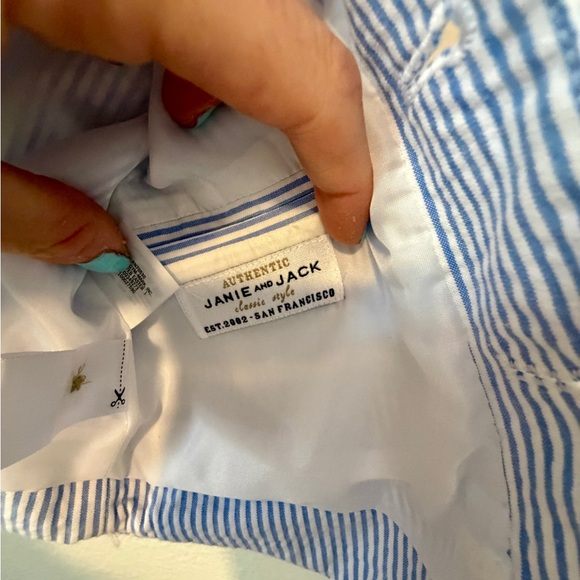 AUTHENTIC
JANIE AND JACK
classic style
EST.2002-SAN FRANCISCO